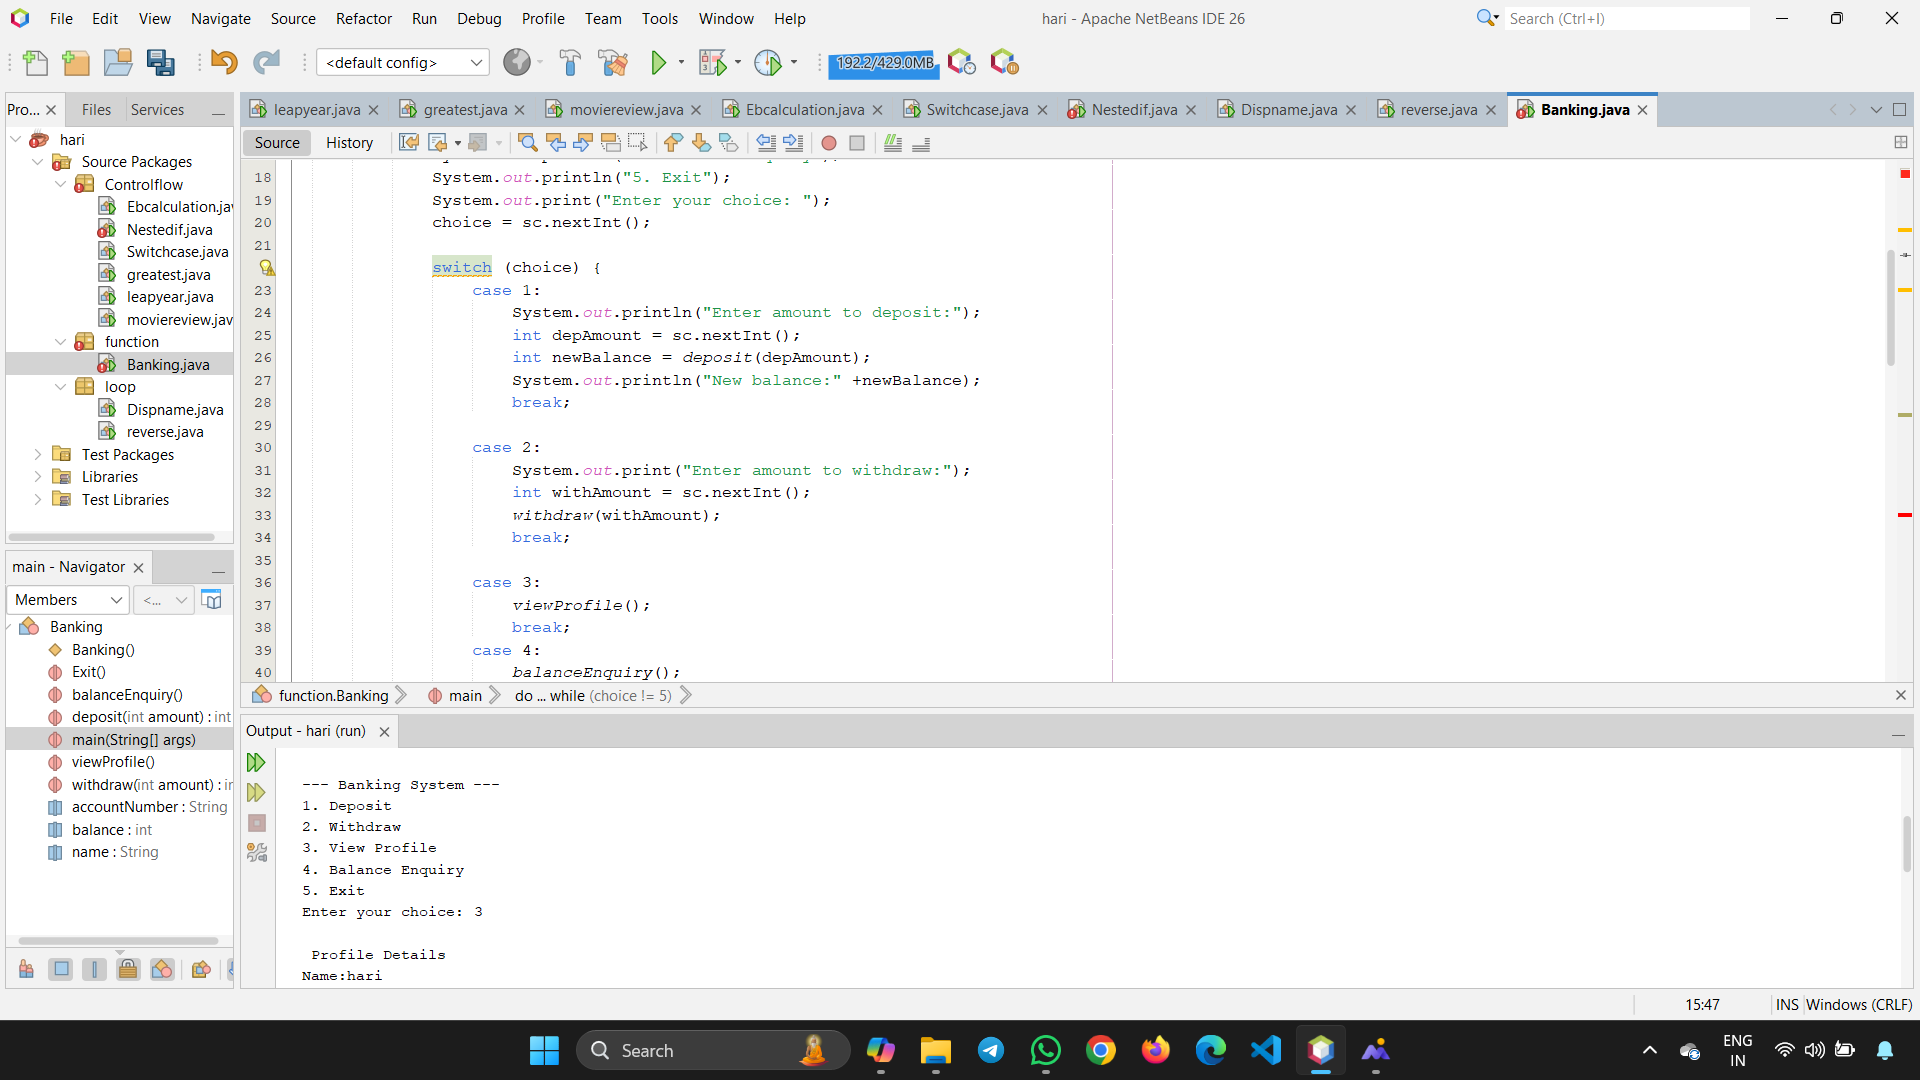 File Edit View Navigate Source Refactor Run Debug Profile Team Tools Window Help
hari - Apache NetBeans IDE 26
Search (Ctrl+I)
<default config>
192.2/429.0MB
Pro... Files Services
leapyear.java greatest.java moviereview.java Ebcalculation.java Switchcase.java Nestedif.java Dispname.java reverse.java Banking.java
Source History
hari
Source Packages
Controlflow
Ebcalculation.jav
Nestedif.java
Switchcase.java
greatest.java
leapyear.java
moviereview.jav
function
Banking.java
loop
Dispname.java
reverse.java
Test Packages
Libraries
Test Libraries
18 System.out.println("5. Exit");
19 System.out.print("Enter your choice: ");
20 choice = sc.nextInt();
21
switch (choice) {
23 case 1:
24 System.out.println("Enter amount to deposit:");
25 int depAmount = sc.nextInt();
26 int newBalance = deposit(depAmount);
27 System.out.println("New balance:" +newBalance);
28 break;
29
30 case 2:
31 System.out.print("Enter amount to withdraw:");
32 int withAmount = sc.nextInt();
33 withdraw(withAmount);
34 break;
35
36 case 3:
37 viewProfile();
38 break;
39 case 4:
40 balanceEnquiry();
function.Banking main do ... while (choice != 5)
main - Navigator
Members <...
Banking
Banking()
Exit()
balanceEnquiry()
deposit(int amount) : int
main(String[] args)
viewProfile()
withdraw(int amount) : in
accountNumber : String
balance : int
name : String
Output - hari (run)
--- Banking System ---
1. Deposit
2. Withdraw
3. View Profile
4. Balance Enquiry
5. Exit
Enter your choice: 3
Profile Details
Name:hari
15:47 INS Windows (CRLF)
Search
ENG
IN